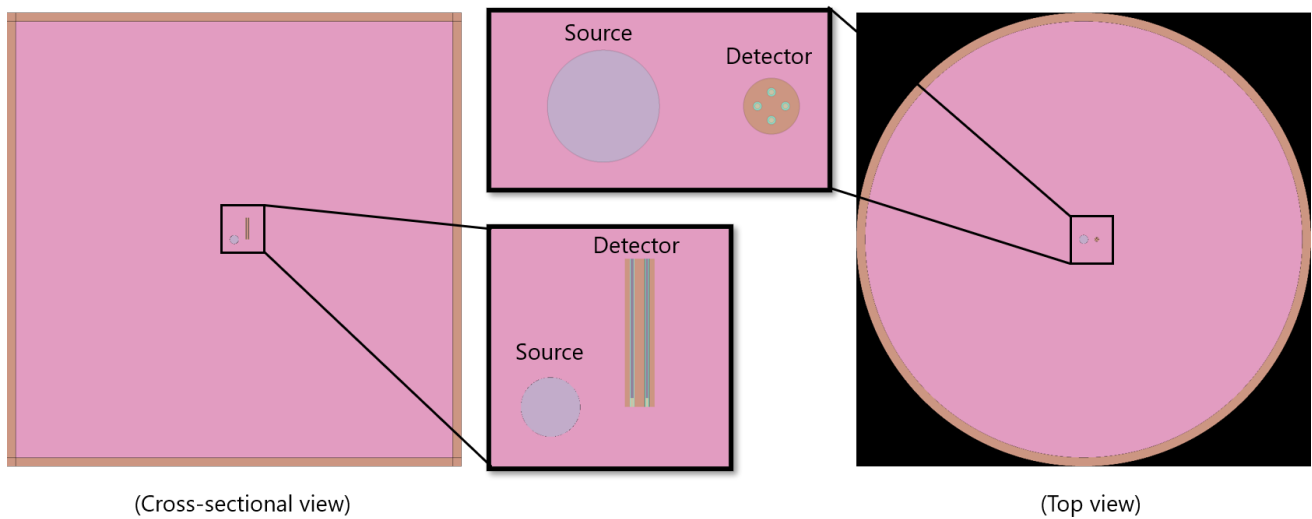 Source
Detector
Detector
Source
(Cross-sectional view)
(Top view)